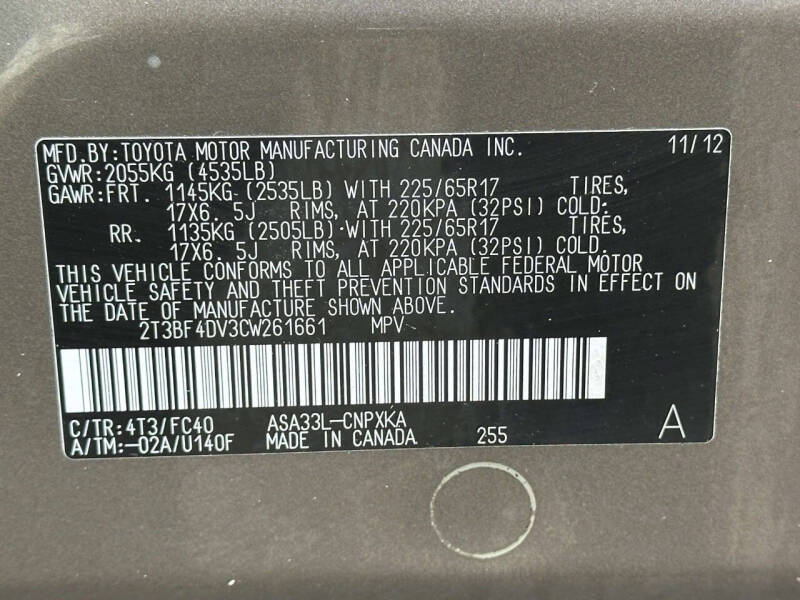 MFD.BY:TOYOTA MOTOR MANUFACTURING CANADA INC. 11/12
GVWR:2055KG (4535LB)
GAWR:FRT. 1145KG (2535LB) WITH 225/65R17 TIRES,
17X6. 5J RIMS, AT 220KPA (32PSI) COLD:
RR. 1135KG (2505LB) WITH 225/65R17 TIRES,
17X6. 5J RIMS, AT 220KPA (32PSI) COLD.
THIS VEHICLE CONFORMS TO ALL APPLICABLE FEDERAL MOTOR
VEHICLE SAFETY AND THEFT PREVENTION STANDARDS IN EFFECT ON
THE DATE OF MANUFACTURE SHOWN ABOVE.
2T3BF4DV3CW261661 MPV
C/TR:4T3/FC40 ASA33L-CNPXKA
A/TM:-02A/U140F MADE IN CANADA 255 A